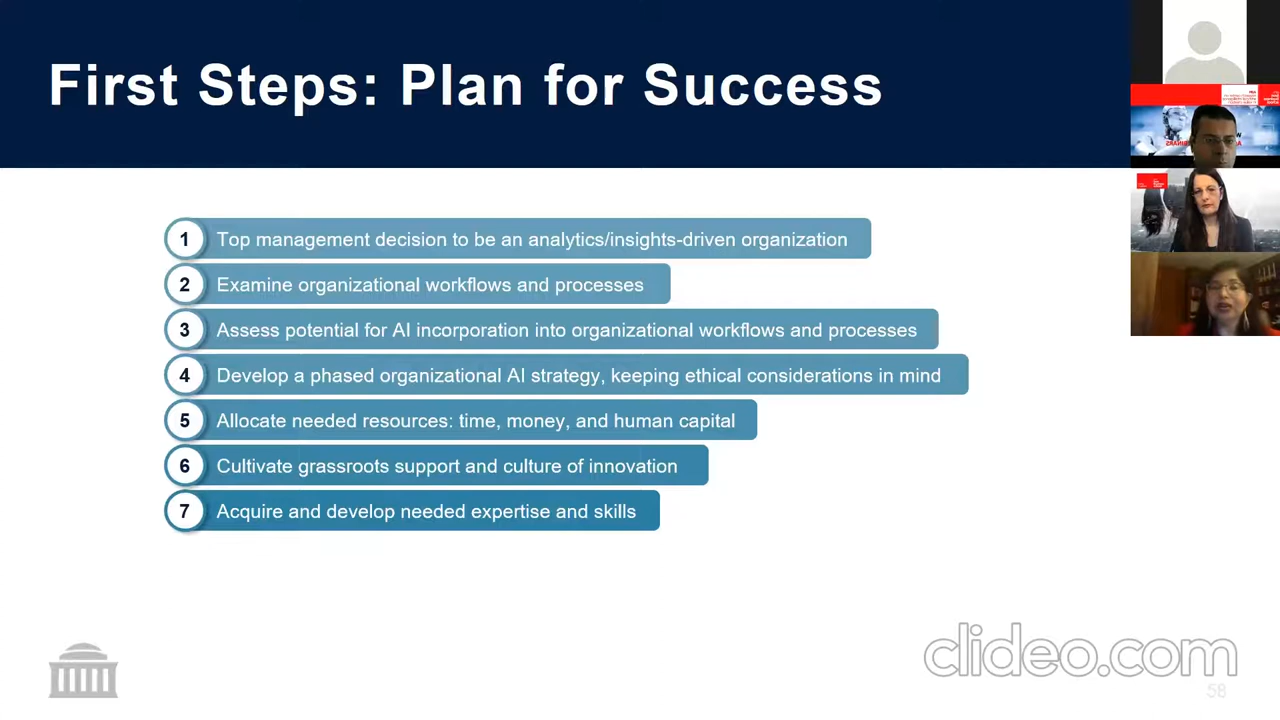 First Steps: Plan for Success
1 Top management decision to be an analytics/insights-driven organization
2 Examine organizational workflows and processes
3 Assess potential for AI incorporation into organizational workflows and processes
4 Develop a phased organizational AI strategy, keeping ethical considerations in mind
5 Allocate needed resources: time, money, and human capital
6 Cultivate grassroots support and culture of innovation
7 Acquire and develop needed expertise and skills
clideo.com
58